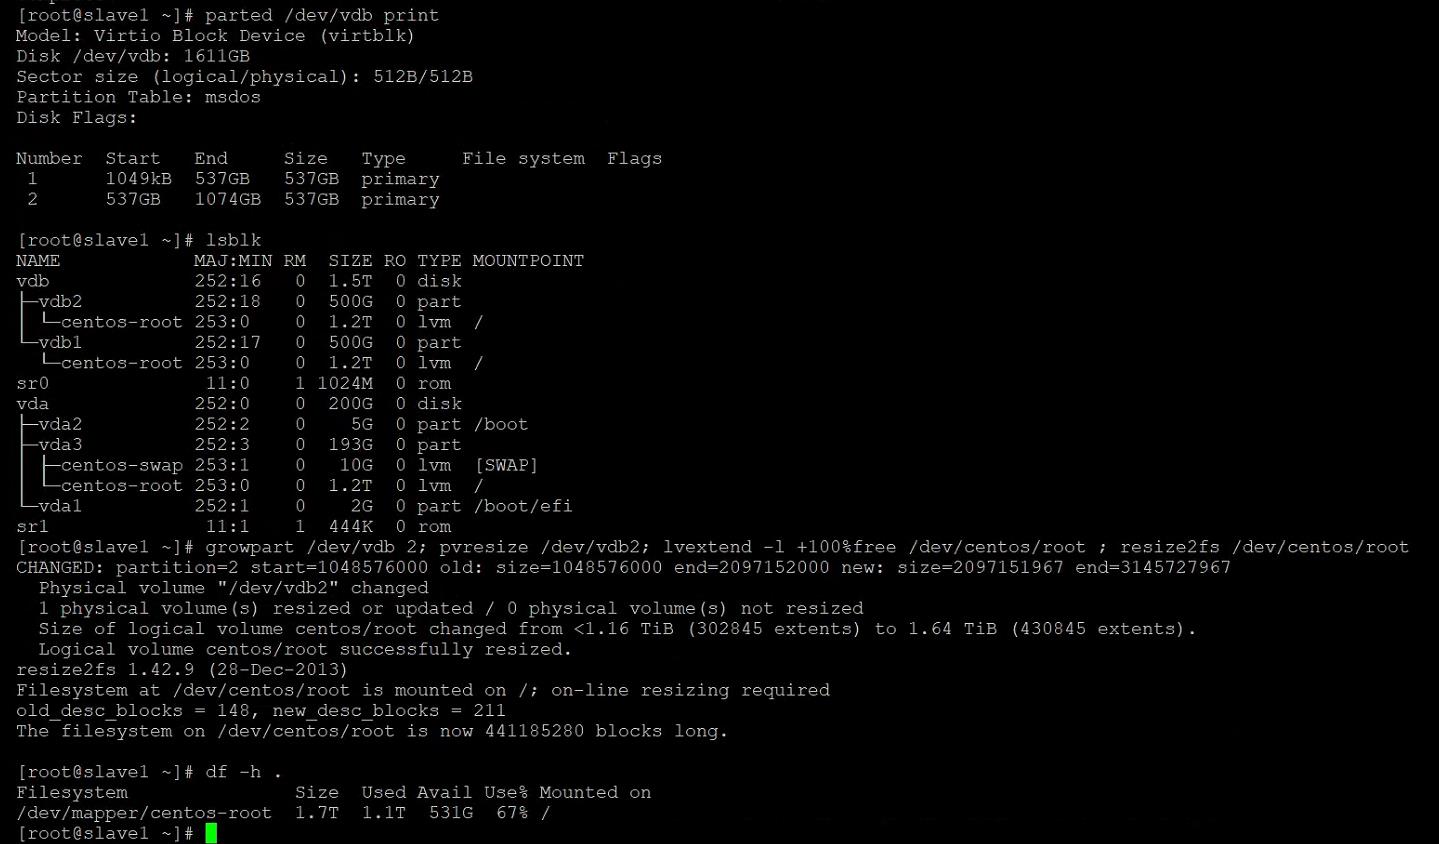 [root@slave1 ~]# parted /dev/vdb print
Model: Virtio Block Device (virtblk)
Disk /dev/vdb: 1611GB
Sector size (logical/physical): 512B/512B
Partition Table: msdos
Disk Flags:
Number  Start   End     Size   Type     File system  Flags
 1      1049kB  537GB   537GB  primary
 2      537GB   1074GB  537GB  primary
[root@slave1 ~]# lsblk
NAME            MAJ:MIN RM  SIZE RO TYPE MOUNTPOINT
vdb             252:16   0  1.5T  0 disk
├─vdb2          252:18   0  500G  0 part
│ └─centos-root 253:0    0  1.2T  0 lvm  /
└─vdb1          252:17   0  500G  0 part
  └─centos-root 253:0    0  1.2T  0 lvm  /
sr0              11:0    1 1024M  0 rom
vda             252:0    0  200G  0 disk
├─vda2          252:2    0    5G  0 part /boot
├─vda3          252:3    0  193G  0 part
│ ├─centos-swap 253:1    0   10G  0 lvm  [SWAP]
│ └─centos-root 253:0    0  1.2T  0 lvm  /
└─vda1          252:1    0    2G  0 part /boot/efi
sr1              11:1    1  444K  0 rom
[root@slave1 ~]# growpart /dev/vdb 2; pvresize /dev/vdb2; lvextend -l +100%free /dev/centos/root ; resize2fs /dev/centos/root
CHANGED: partition=2 start=1048576000 old: size=1048576000 end=2097152000 new: size=2097151967 end=3145727967
  Physical volume "/dev/vdb2" changed
  1 physical volume(s) resized or updated / 0 physical volume(s) not resized
  Size of logical volume centos/root changed from <1.16 TiB (302845 extents) to 1.64 TiB (430845 extents).
  Logical volume centos/root successfully resized.
resize2fs 1.42.9 (28-Dec-2013)
Filesystem at /dev/centos/root is mounted on /; on-line resizing required
old_desc_blocks = 148, new_desc_blocks = 211
The filesystem on /dev/centos/root is now 441185280 blocks long.
[root@slave1 ~]# df -h .
Filesystem               Size  Used Avail Use% Mounted on
/dev/mapper/centos-root  1.7T  1.1T  531G  67% /
[root@slave1 ~]#